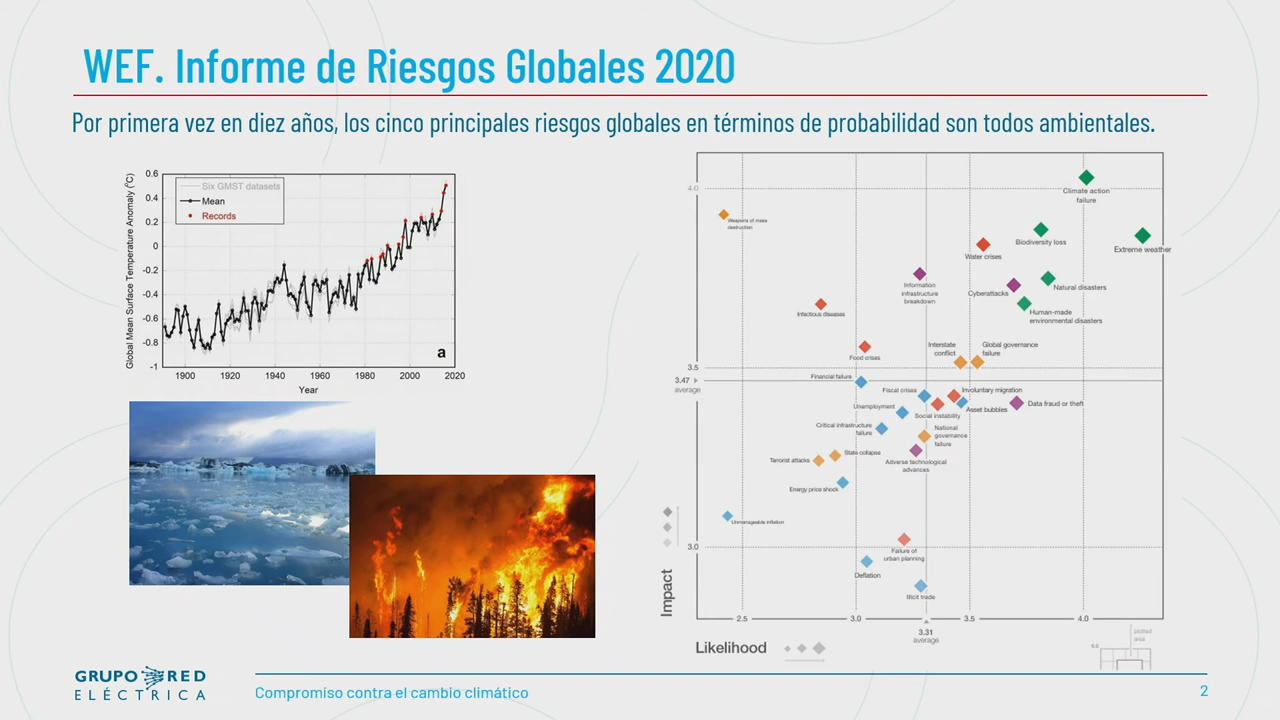 WEF. Informe de Riesgos Globales 2020
Por primera vez en diez años, los cinco principales riesgos globales en términos de probabilidad son todos ambientales.
Global Mean Surface Temperature Anomaly (°C)
0.6
0.4
0.2
0
-0.2
-0.4
-0.6
-0.8
-1
Six GMST datasets
Mean
Records
a
1900
1920
1940
1960
1980
2000
2020
Year
4.0
3.5
3.47
average
3.0
Impact
Climate action
failure
Weapons of mass
destruction
Biodiversity loss
Extreme weather
Water crises
Information
infrastructure
breakdown
Cyberattacks
Natural disasters
Human-made
environmental disasters
Infectious diseases
Food crises
Interstate
conflict
Global governance
failure
Financial failure
Fiscal crises
Involuntary migration
Unemployment
Social instability
Asset bubbles
Data fraud or theft
Critical infrastructure
failure
National
governance
failure
State collapse
Terrorist attacks
Adverse technological
advances
Energy price shock
Unmanageable inflation
Failure of
urban planning
Deflation
Illicit trade
2.5
3.0
3.31
average
3.5
4.0
Likelihood
plotted
area
5.0
GRUPO RED
ELÉCTRICA
Compromiso contra el cambio climático
2